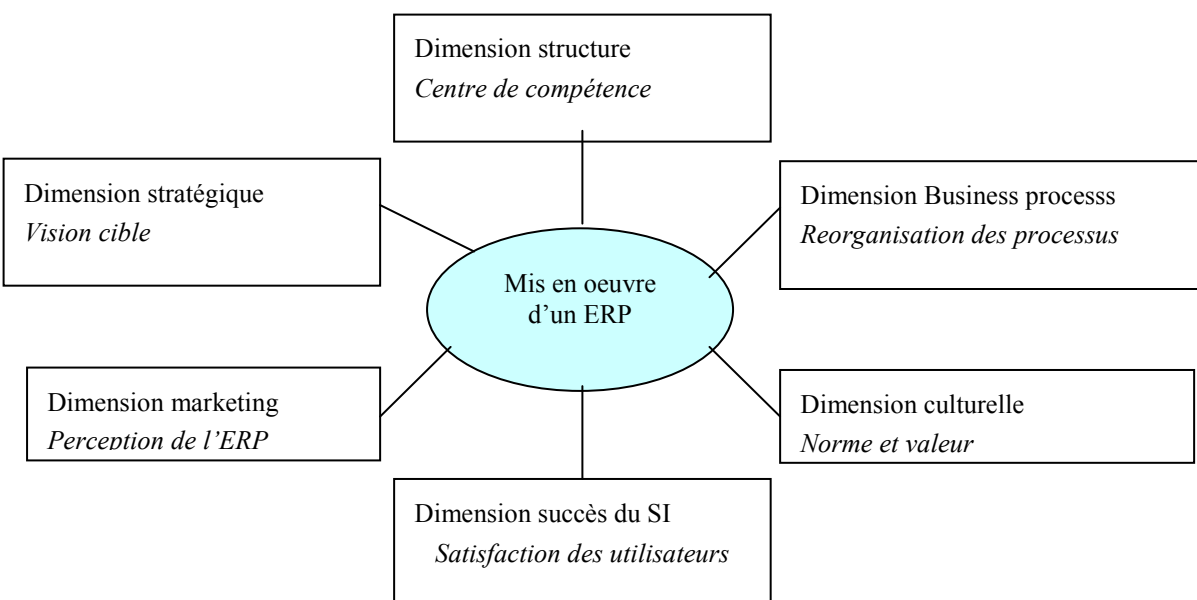 Dimension structure
Centre de compétence
Dimension stratégique
Vision cible
Dimension Business processs
Reorganisation des processus
Mis en oeuvre
d’un ERP
Dimension marketing
Perception de l’ERP
Dimension culturelle
Norme et valeur
Dimension succès du SI
Satisfaction des utilisateurs